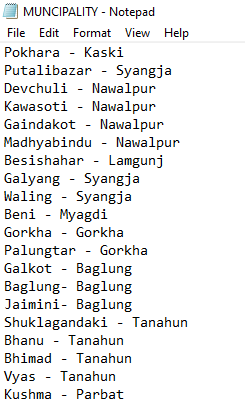 MUNCIPALITY - Notepad
File Edit Format View Help
Pokhara - Kaski
Putalibazar - Syangja
Devchuli - Nawalpur
Kawasoti - Nawalpur
Gaindakot - Nawalpur
Madhyabindu - Nawalpur
Besishahar - Lamgunj
Galyang - Syangja
Waling - Syangja
Beni - Myagdi
Gorkha - Gorkha
Palungtar - Gorkha
Galkot - Baglung
Baglung- Baglung
Jaimini- Baglung
Shuklagandaki - Tanahun
Bhanu - Tanahun
Bhimad - Tanahun
Vyas - Tanahun
Kushma - Parbat